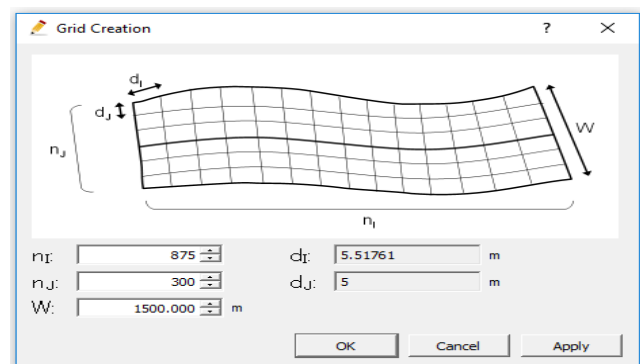 Grid Creation ? ×
dI
dJ
nJ
W
nI
nI: 875 dI: 5.51761 m
nJ: 300 dJ: 5 m
W: 1500.000 m
OK Cancel Apply